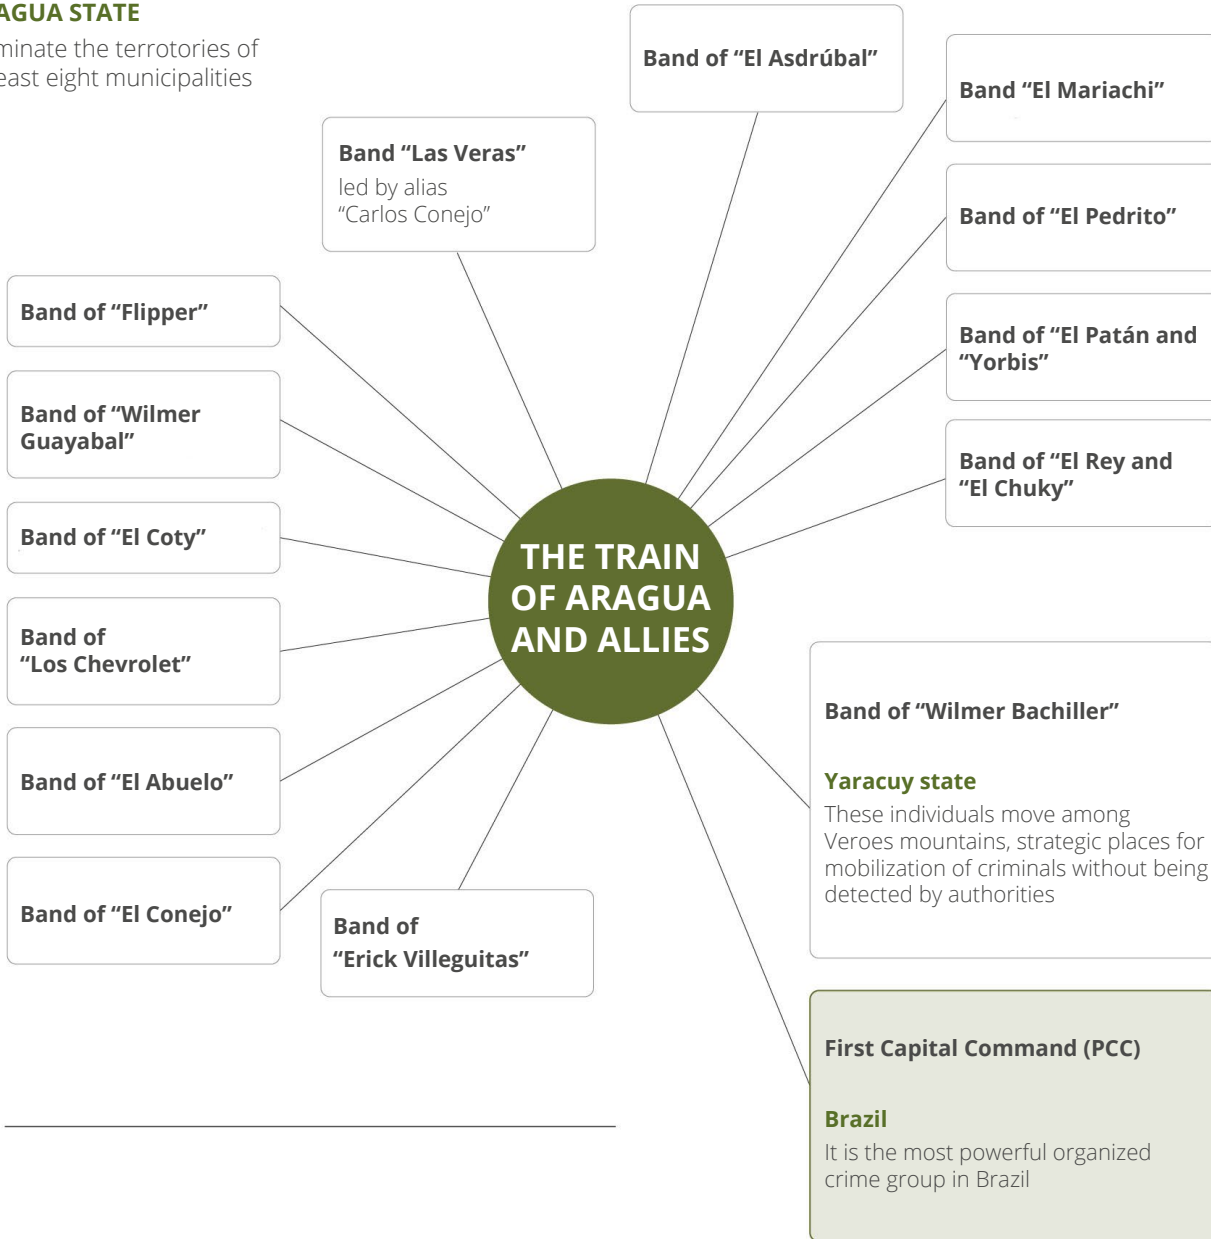 AGUA STATE
minate the terrotories of
east eight municipalities
Band of “El Asdrúbal”
Band “El Mariachi”
Band “Las Veras”
led by alias
“Carlos Conejo”
Band of “El Pedrito”
Band of “Flipper”
Band of “El Patán and
“Yorbis”
Band of “Wilmer
Guayabal”
Band of “El Rey and
“El Chuky”
Band of “El Coty”
THE TRAIN
OF ARAGUA
AND ALLIES
Band of
“Los Chevrolet”
Band of “El Abuelo”
Band of “El Conejo”
Band of
“Erick Villeguitas”
Band of “Wilmer Bachiller”
Yaracuy state
These individuals move among
Veroes mountains, strategic places for
mobilization of criminals without being
detected by authorities
First Capital Command (PCC)
Brazil
It is the most powerful organized
crime group in Brazil